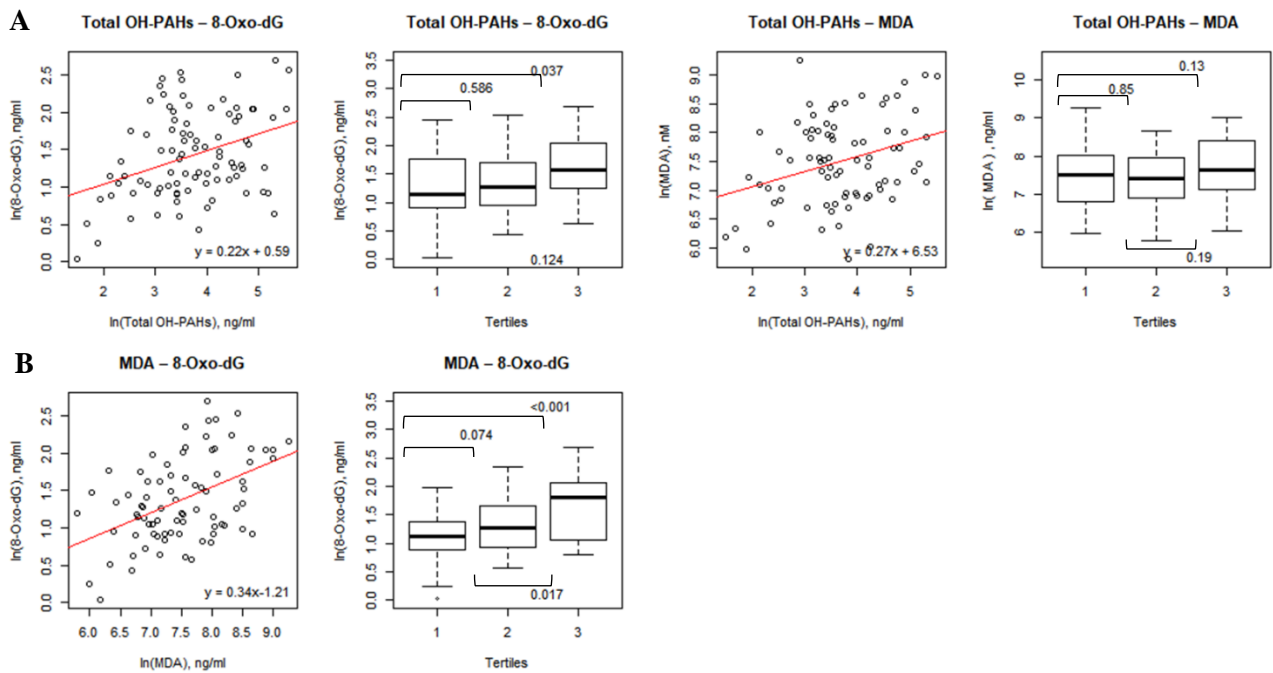 A
Total OH-PAHs – 8-Oxo-dG
ln(8-Oxo-dG), ng/ml
2.5
2.0
1.5
1.0
0.5
0.0
y = 0.22x + 0.59
2 3 4 5
ln(Total OH-PAHs), ng/ml
Total OH-PAHs – 8-Oxo-dG
ln(8-Oxo-dG), ng/ml
3.5
3.0
2.5
2.0
1.5
1.0
0.5
0.0
0.037
0.586
0.124
1 2 3
Tertiles
Total OH-PAHs – MDA
ln(MDA), nM
9.0
8.5
8.0
7.5
7.0
6.5
6.0
y = 0.27x + 6.53
2 3 4 5
ln(Total OH-PAHs), ng/ml
Total OH-PAHs – MDA
ln( MDA ) , ng/ml
10
9
8
7
6
0.13
0.85
0.19
1 2 3
Tertiles
B
MDA – 8-Oxo-dG
ln(8-Oxo-dG), ng/ml
2.5
2.0
1.5
1.0
0.5
0.0
y = 0.34x-1.21
6.0 6.5 7.0 7.5 8.0 8.5 9.0
ln(MDA), ng/ml
MDA – 8-Oxo-dG
ln(8-Oxo-dG), ng/ml
3.5
3.0
2.5
2.0
1.5
1.0
0.5
0.0
<0.001
0.074
0.017
1 2 3
Tertiles